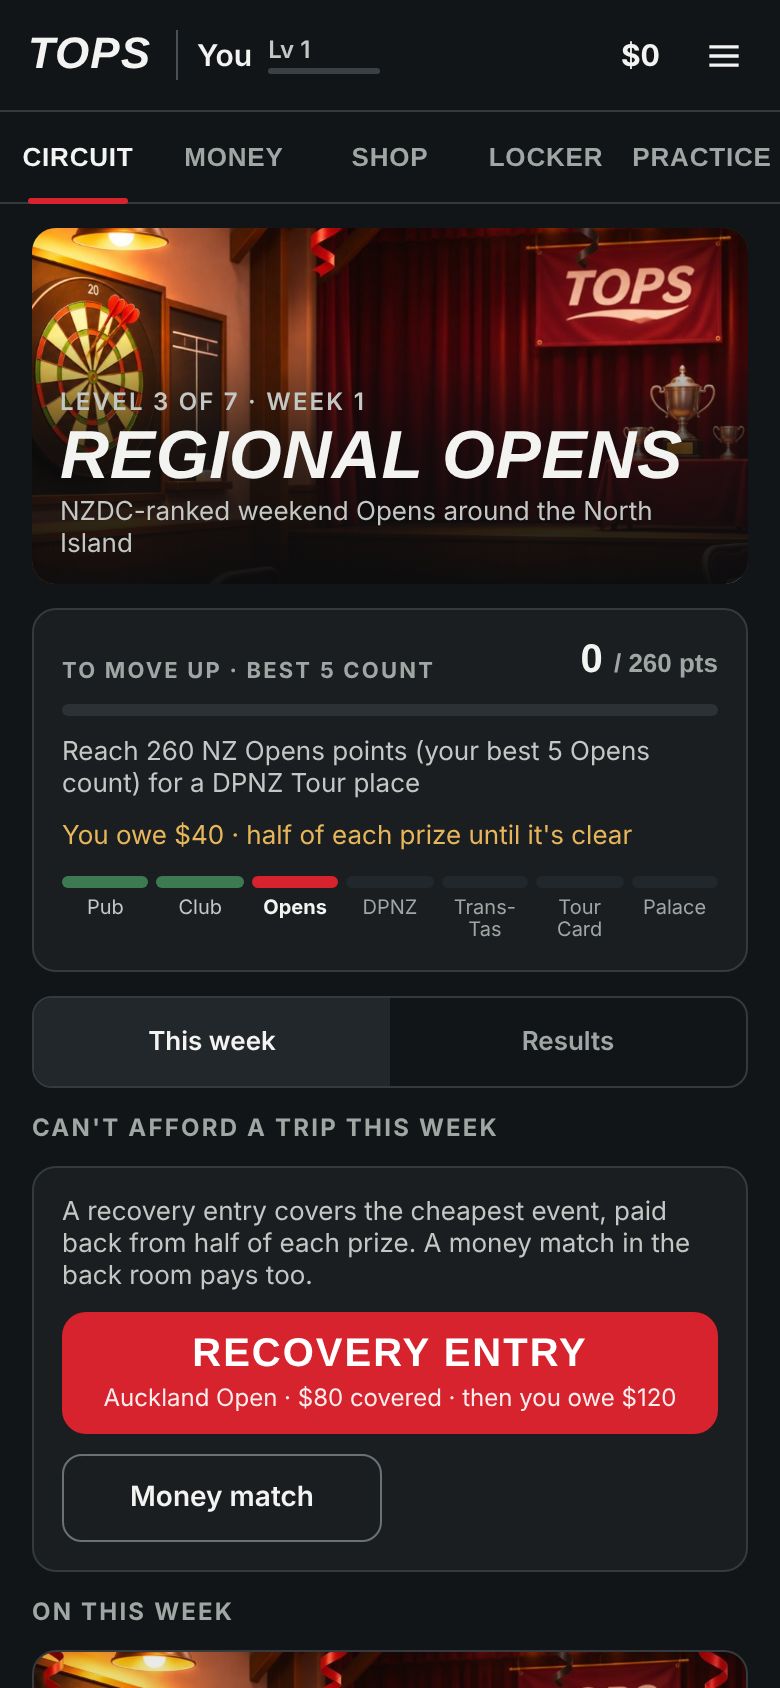 TOPS
You
Lv 1
$0
CIRCUIT
MONEY
SHOP
LOCKER
PRACTICE
20
TOPS
LEVEL 3 OF 7 · WEEK 1
REGIONAL OPENS
NZDC-ranked weekend Opens around the North
Island
TO MOVE UP · BEST 5 COUNT
0 / 260 pts
Reach 260 NZ Opens points (your best 5 Opens
count) for a DPNZ Tour place
You owe $40 · half of each prize until it's clear
Pub
Club
Opens
DPNZ
Trans-
Tas
Tour
Card
Palace
This week
Results
CAN'T AFFORD A TRIP THIS WEEK
A recovery entry covers the cheapest event, paid
back from half of each prize. A money match in the
back room pays too.
RECOVERY ENTRY
Auckland Open · $80 covered · then you owe $120
Money match
ON THIS WEEK